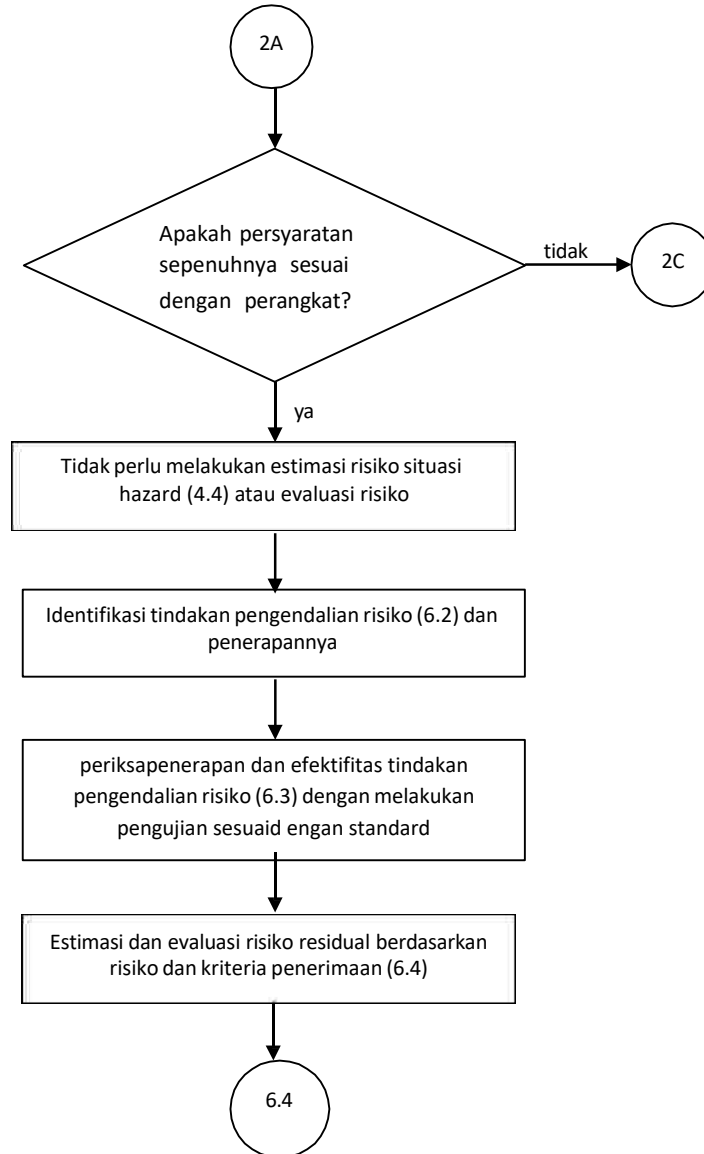 2A
Apakah persyaratan
sepenuhnya sesuai
dengan perangkat?
tidak
2C
ya
Tidak perlu melakukan estimasi risiko situasi
hazard (4.4) atau evaluasi risiko
Identifikasi tindakan pengendalian risiko (6.2) dan
penerapannya
periksapenerapan dan efektifitas tindakan
pengendalian risiko (6.3) dengan melakukan
pengujian sesuaid engan standard
Estimasi dan evaluasi risiko residual berdasarkan
risiko dan kriteria penerimaan (6.4)
6.4